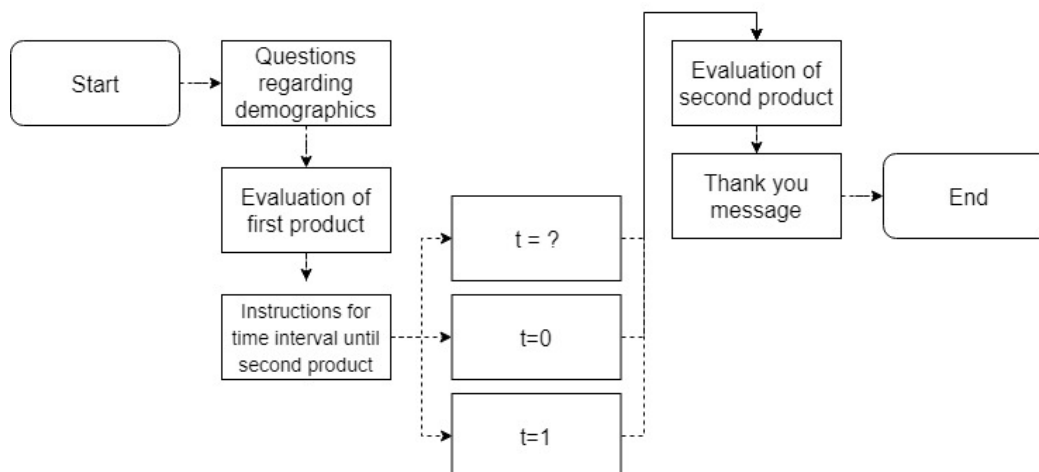 Start
Questions
regarding
demographics
Evaluation of
first product
Instructions for
time interval until
second product
t = ?
t=0
t=1
Evaluation of
second product
Thank you
message
End